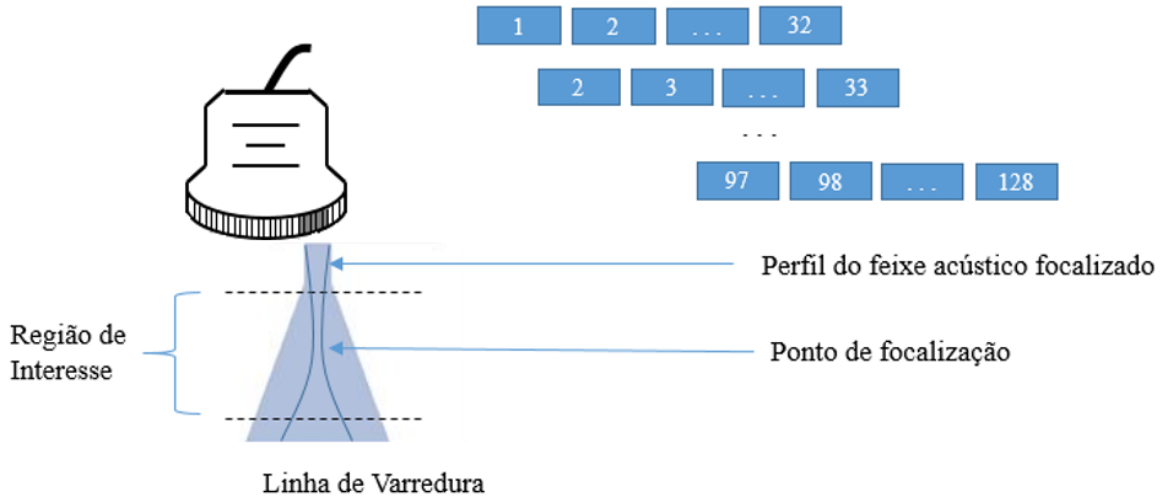 1 2 . . . 32
2 3 . . . 33
. . .
97 98 . . . 128
Perfil do feixe acústico focalizado
Região de
Interesse
Ponto de focalização
Linha de Varredura